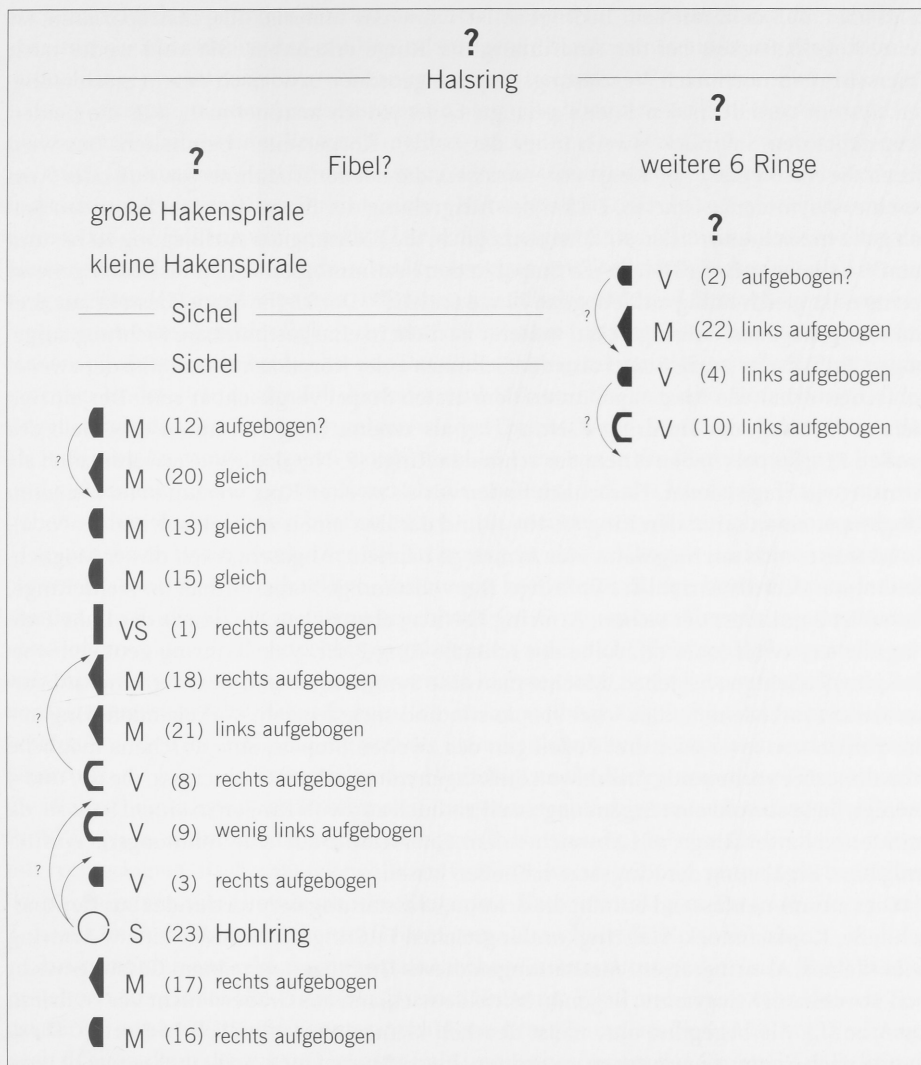 ?
Halsring
?
? Fibel? weitere 6 Ringe
große Hakenspirale
?
kleine Hakenspirale
V (2) aufgebogen?
Sichel
?
M (22) links aufgebogen
Sichel
V (4) links aufgebogen
M (12) aufgebogen?
? V (10) links aufgebogen
?
M (20) gleich
M (13) gleich
M (15) gleich
VS (1) rechts aufgebogen
M (18) rechts aufgebogen
?
M (21) links aufgebogen
V (8) rechts aufgebogen
V (9) wenig links aufgebogen
?
V (3) rechts aufgebogen
S (23) Hohlring
M (17) rechts aufgebogen
M (16) rechts aufgebogen